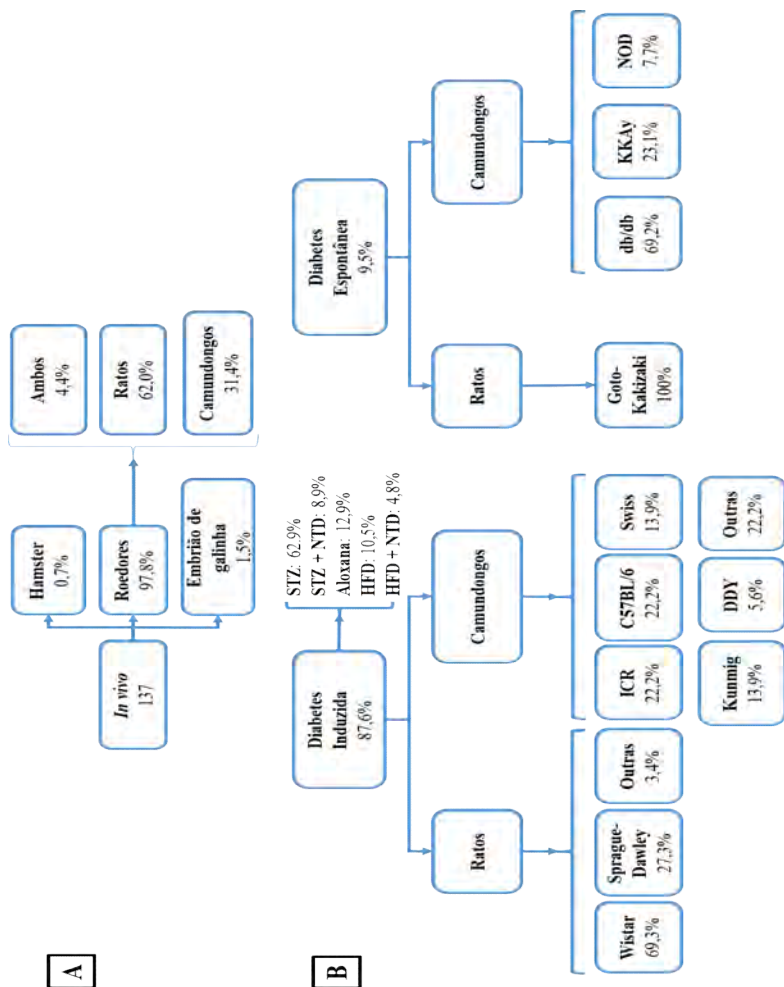 A
In vivo
137
Hamster
0,7%
Roedores
97,8%
Embrião de
galinha
1,5%
Ambos
4,4%
Ratos
62,0%
Camundongos
31,4%
B
Diabetes
Induzida
87,6%
STZ: 62.9%
STZ + NTD: 8,9%
Aloxana: 12,9%
HFD: 10,5%
HFD + NTD: 4,8%
Ratos
Wistar
69,3%
Sprague-
Dawley
27,3%
Outras
3,4%
Camundongos
ICR
22,2%
C57BL/6
22,2%
Swiss
13,9%
Kunmig
13,9%
DDY
5,6%
Outras
22,2%
Diabetes
Espontânea
9,5%
Ratos
Goto-
Kakizaki
100%
Camundongos
db/db
69,2%
KKAy
23,1%
NOD
7,7%